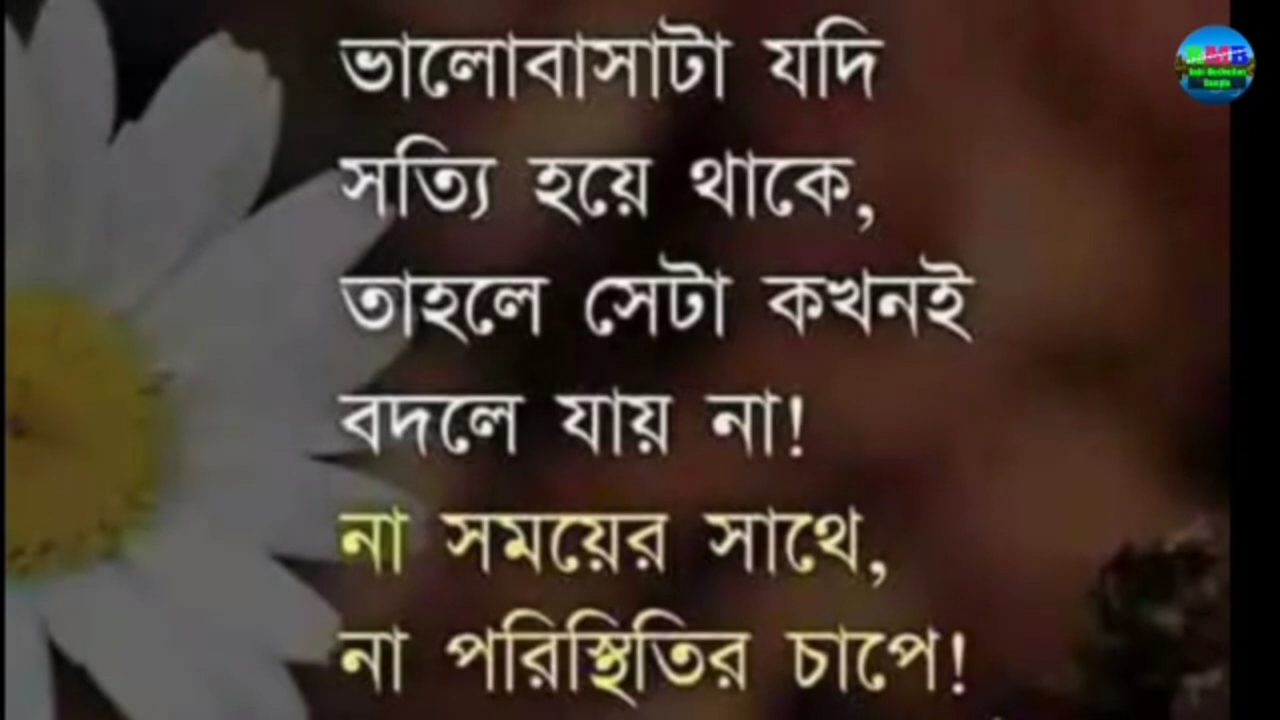 ভালোবাসাটা যদি
সত্যি হয়ে থাকে,
তাহলে সেটা কখনই
বদলে যায় না!
না সময়ের সাথে,
না পরিস্থিতির চাপে!